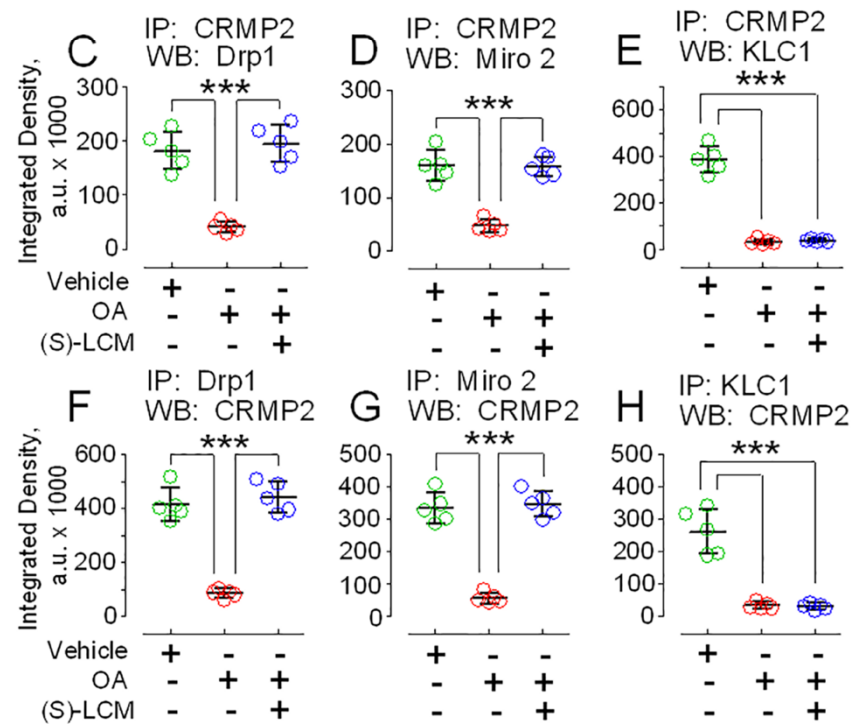 C
IP: CRMP2
WB: Drp1
D
IP: CRMP2
WB: Miro 2
E
IP: CRMP2
WB: KLC1
Integrated Density,
a.u. x 1000
300
200
100
0
***
300
200
100
0
***
600
400
200
0
***
Vehicle + - - + - - + - -
OA - + + - + + - + +
(S)-LCM - - + - - + - - +
F
IP: Drp1
WB: CRMP2
G
IP: Miro 2
WB: CRMP2
H
IP: KLC1
WB: CRMP2
Integrated Density,
a.u. x 1000
600
400
200
0
***
500
400
300
200
100
0
***
500
400
300
200
100
0
***
Vehicle + - - + - - + - -
OA - + + - + + - + +
(S)-LCM - - + - - + - - +